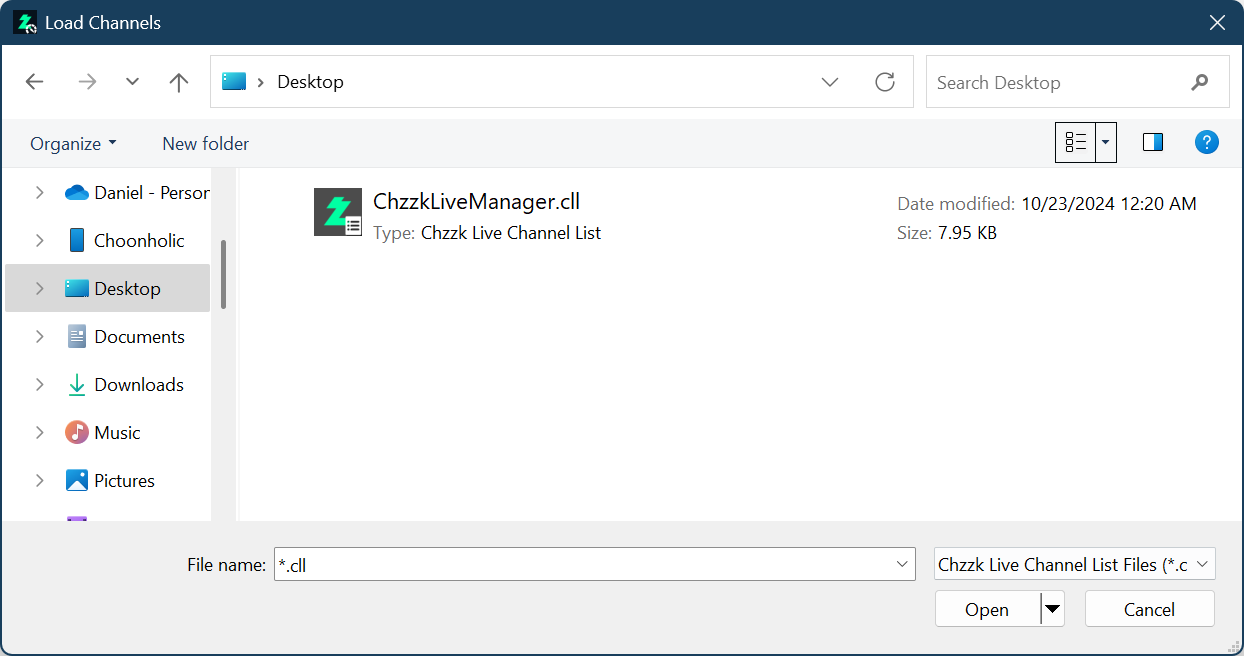 Load Channels
Desktop
Search Desktop
Organize
New folder
Daniel - Person
Choonholic
Desktop
Documents
Downloads
Music
Pictures
ChzzkLiveManager.cll
Type: Chzzk Live Channel List
Date modified: 10/23/2024 12:20 AM
Size: 7.95 KB
File name: *.cll
Chzzk Live Channel List Files (*.c
Open
Cancel